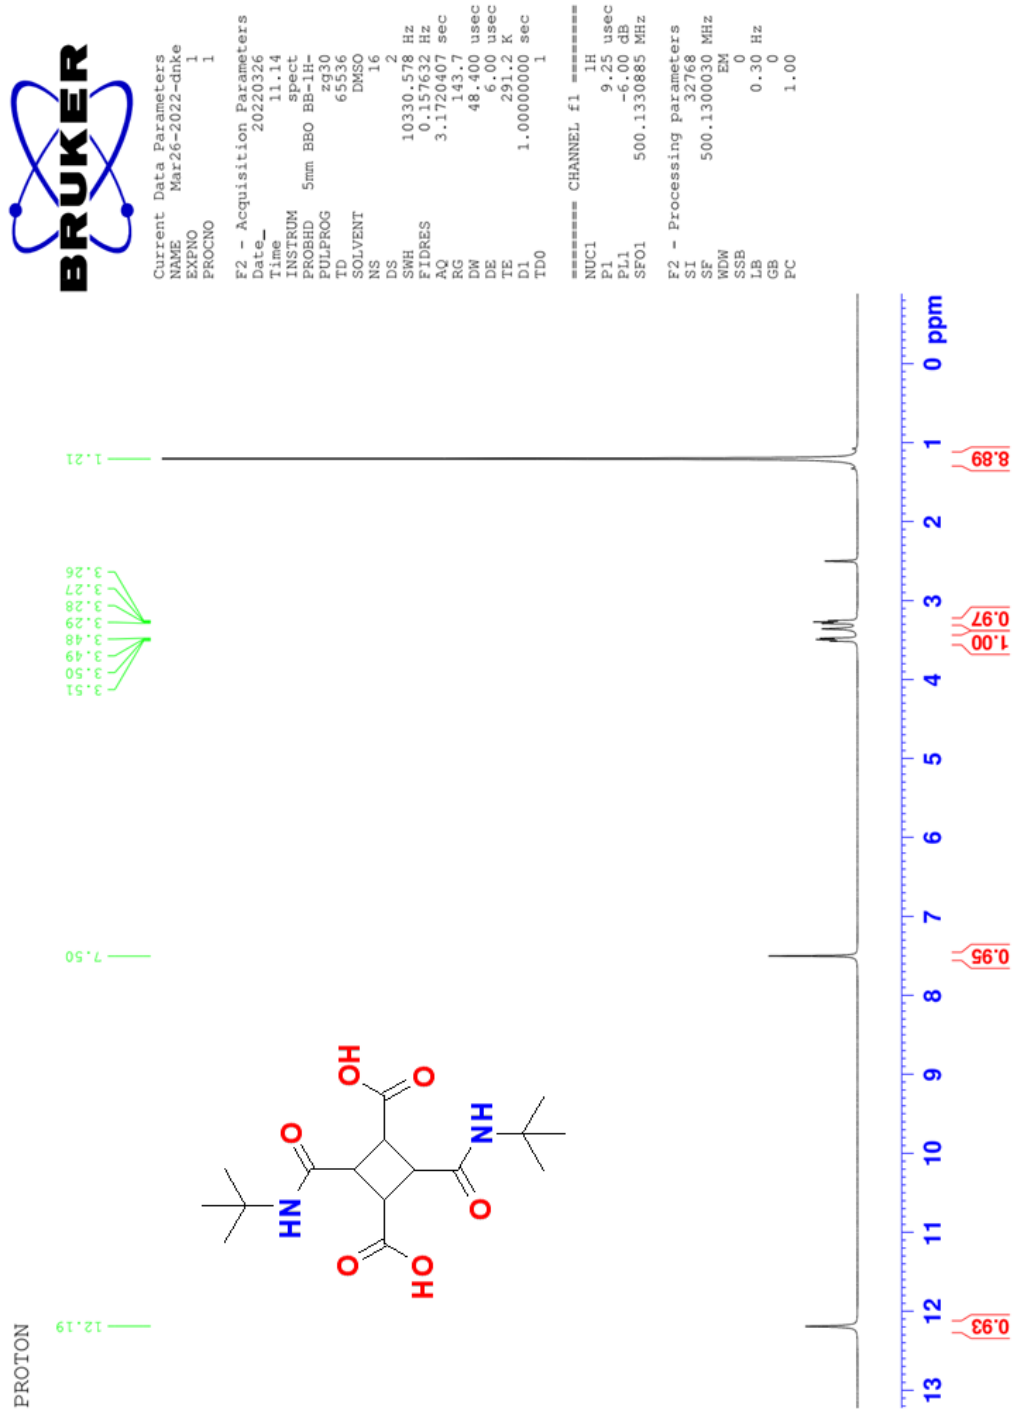 PROTON
BRUKER
Current Data Parameters
NAME Mar26-2022-dnke
EXPNO 1
PROCNO 1
F2 - Acquisition Parameters
Date_ 20220326
Time 11.14
INSTRUM spect
PROBHD 5mm BBO BB-1H-
PULPROG zg30
TD 65536
SOLVENT DMSO
NS 16
DS 2
SWH 10330.578 Hz
FIDRES 0.157632 Hz
AQ 3.1720407 sec
RG 143.7
DW 48.400 usec
DE 6.00 usec
TE 291.2 K
D1 1.00000000 sec
TD0 1
======== CHANNEL f1 ========
NUC1 1H
P1 9.25 usec
PL1 -6.00 dB
SFO1 500.1330885 MHz
F2 - Processing parameters
SI 32768
SF 500.1300030 MHz
WDW EM
SSB 0
LB 0.30 Hz
GB 0
PC 1.00
12.19
7.50
3.51
3.50
3.49
3.48
3.29
3.28
3.27
3.26
1.21
HN
O
OH
O
O
HO
O
NH
13 12 11 10 9 8 7 6 5 4 3 2 1 0 ppm
0.93
0.95
1.00
0.97
8.89